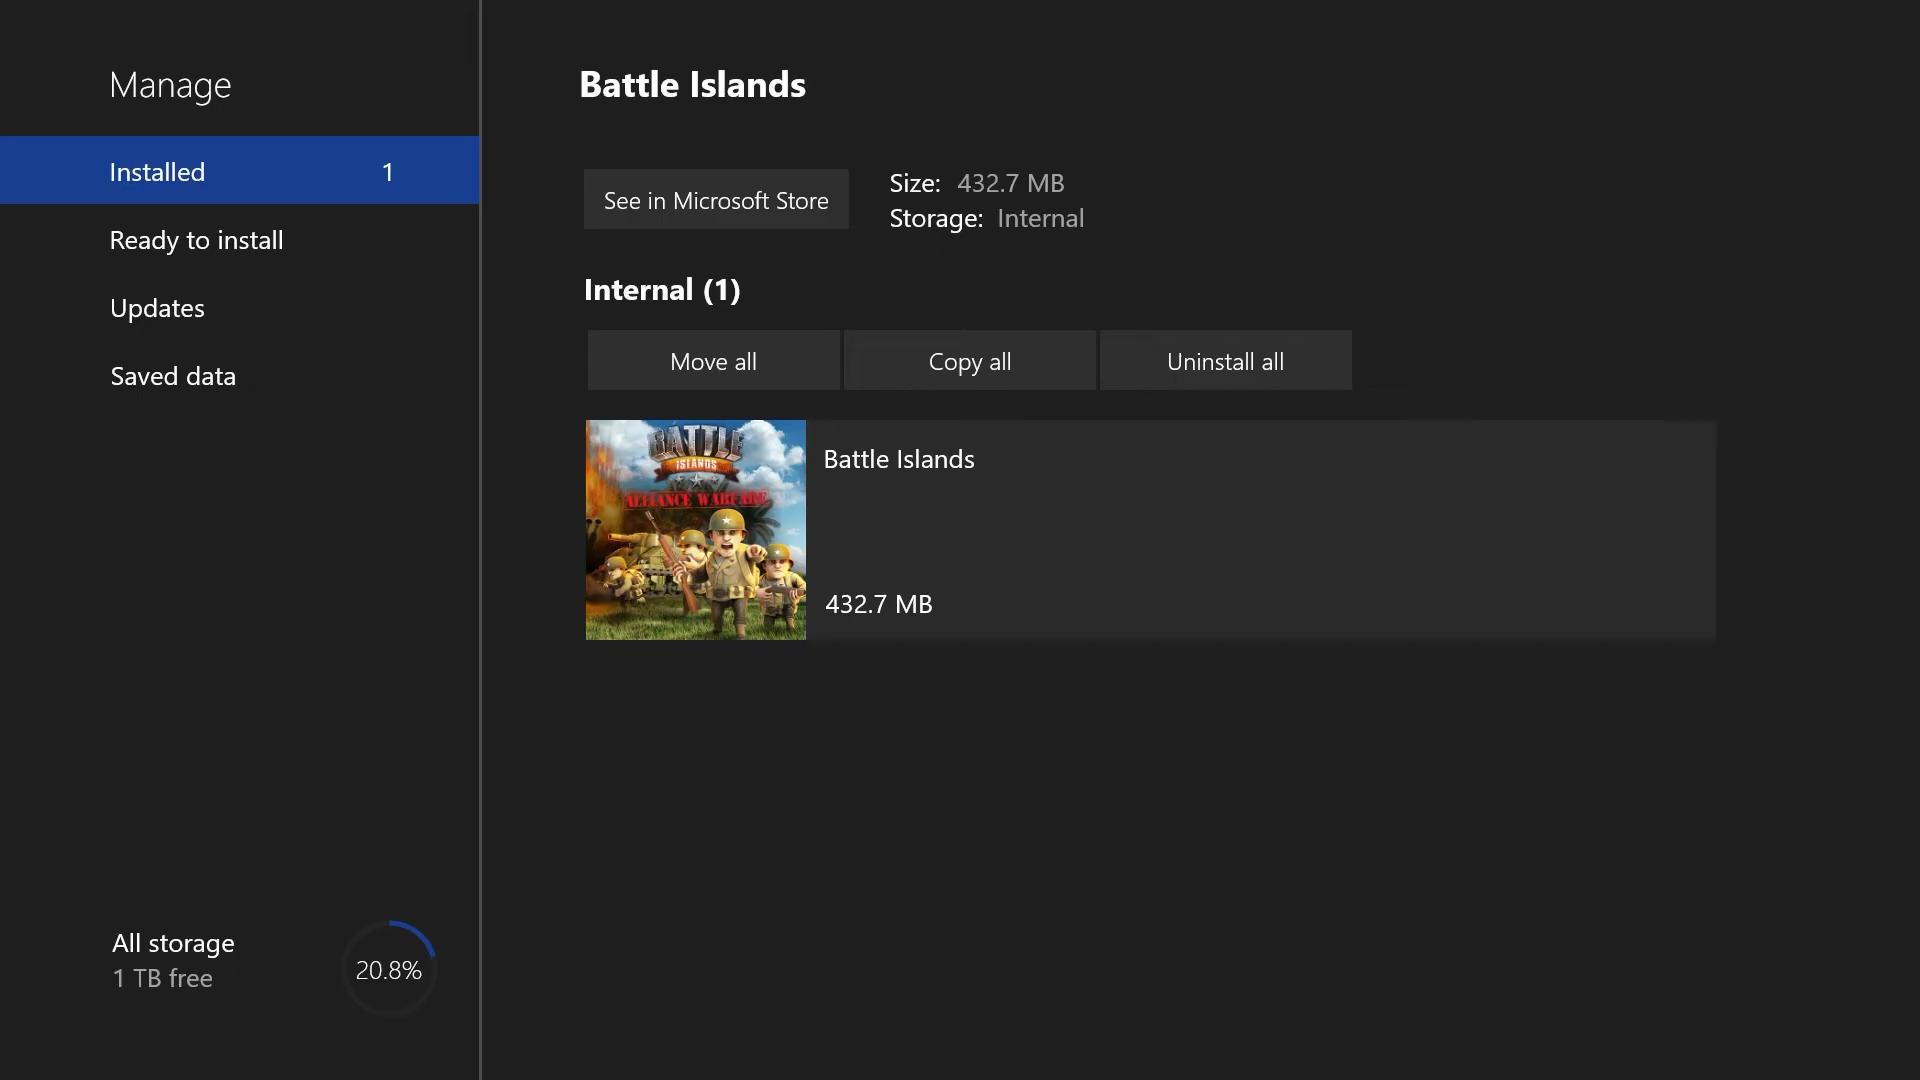 Manage
Installed 1
Ready to install
Updates
Saved data
All storage
1 TB free
20.8%
Battle Islands
See in Microsoft Store
Size: 432.7 MB
Storage: Internal
Internal (1)
Move all
Copy all
Uninstall all
BATTLE
ISLANDS
ALLIANCE WARFARE
Battle Islands
432.7 MB